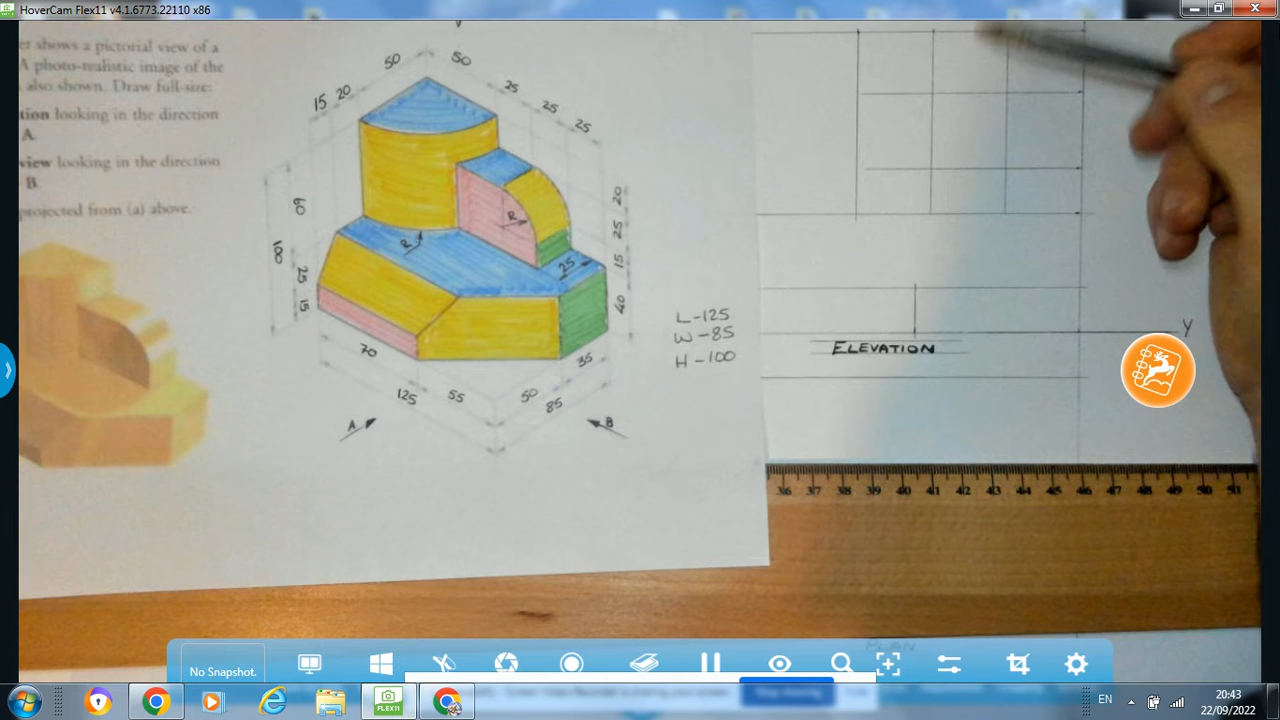 HoverCam Flex11 v4.1.6773.22110 x86
er shows a pictorial view of a
A photo-realistic image of the
also shown. Draw full-size:
tion looking in the direction
A.
view looking in the direction
B.
projected from (a) above.
50
50
15 20
25
25
25
60
100
25
15
20
25
15
40
R
R
25
70
125
55
50
85
35
A
B
L-125
W-85
H-100
ELEVATION
Y
36 37 38 39 40 41 42 43 44 45 46 47 48 49 50 51
PLAN
No Snapshot.
Stop sharing
FLEX11
EN
20:43
22/09/2022